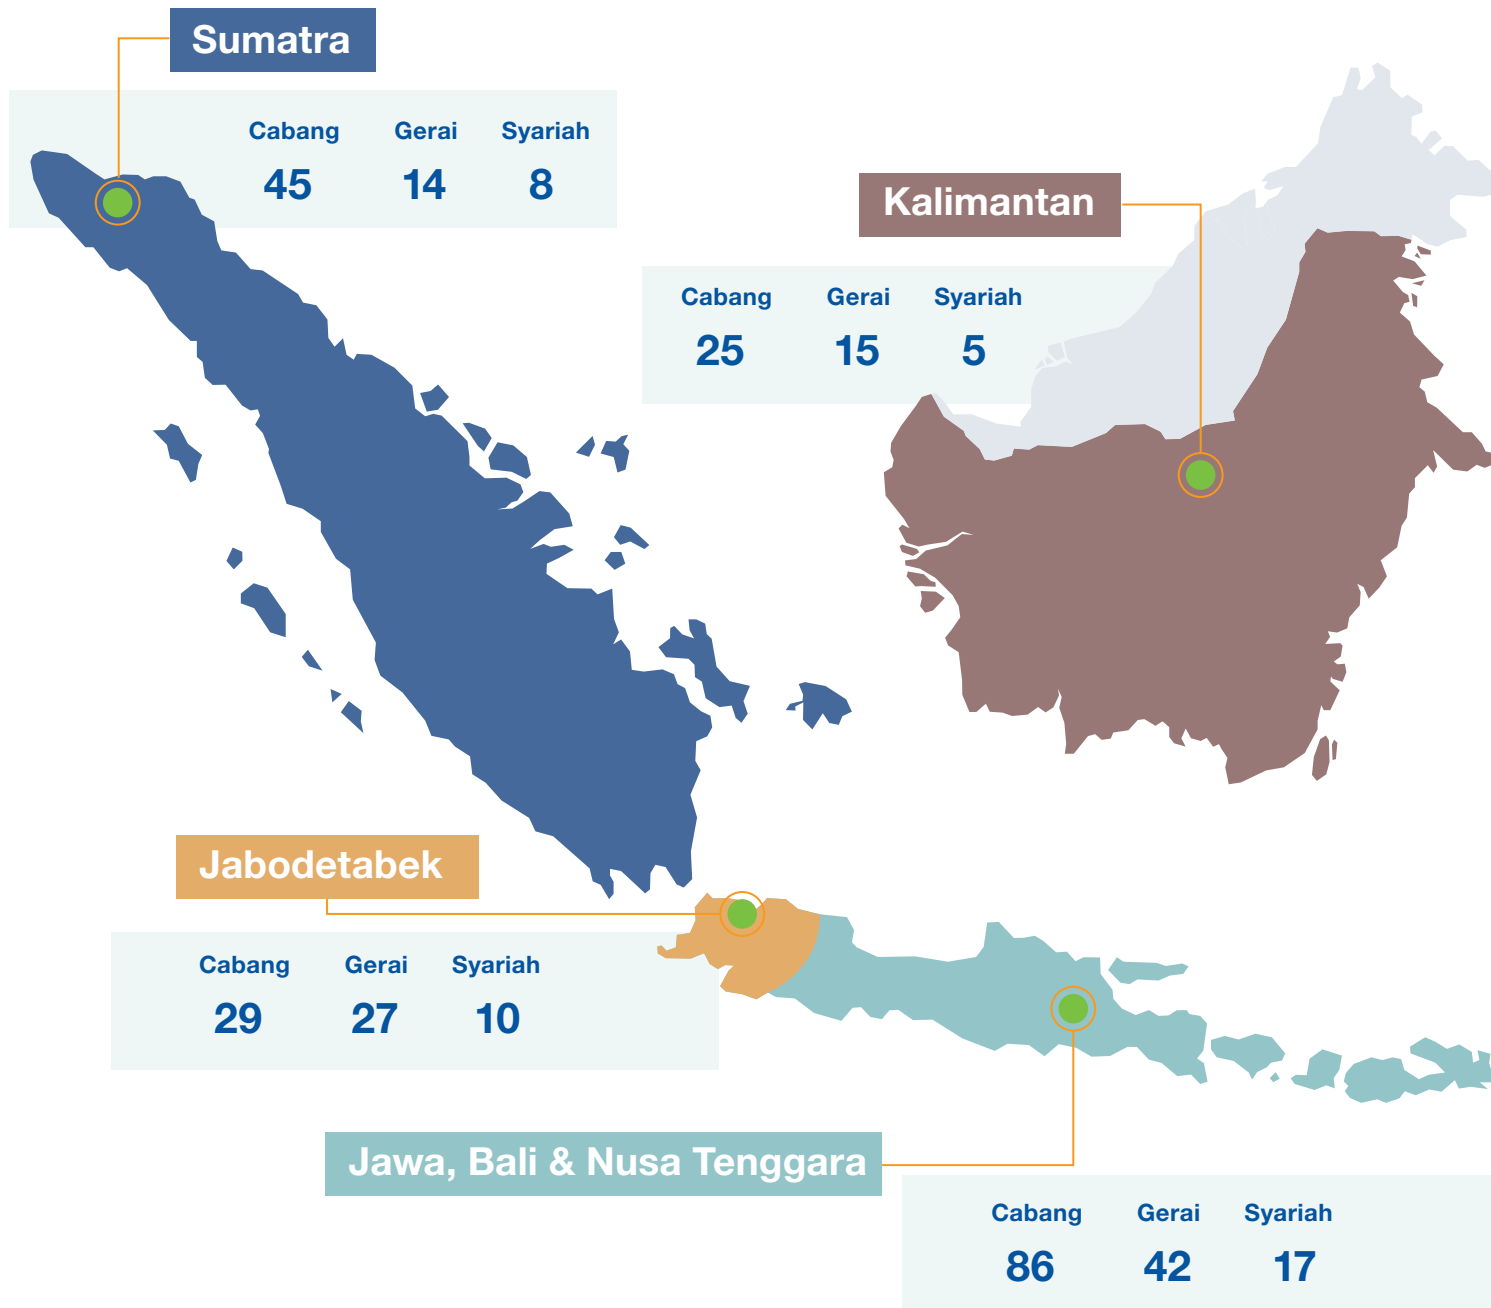 Sumatra
Cabang Gerai Syariah
45 14 8
Kalimantan
Cabang Gerai Syariah
25 15 5
Jabodetabek
Cabang Gerai Syariah
29 27 10
Jawa, Bali & Nusa Tenggara
Cabang Gerai Syariah
86 42 17